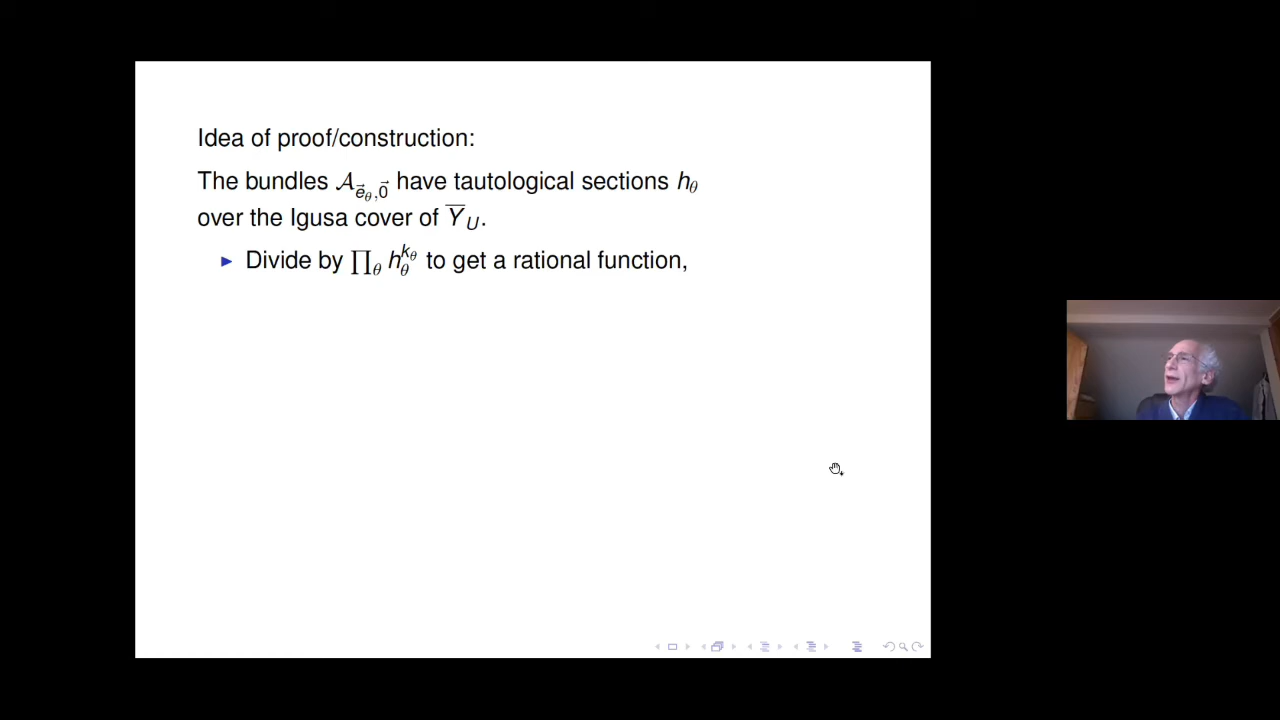 Idea of proof/construction:
The bundles 𝒜_{e⃗_θ,0⃗} have tautological sections h_θ
over the Igusa cover of Y̅_U.
▶ Divide by ∏_θ h_θ^{k_θ} to get a rational function,